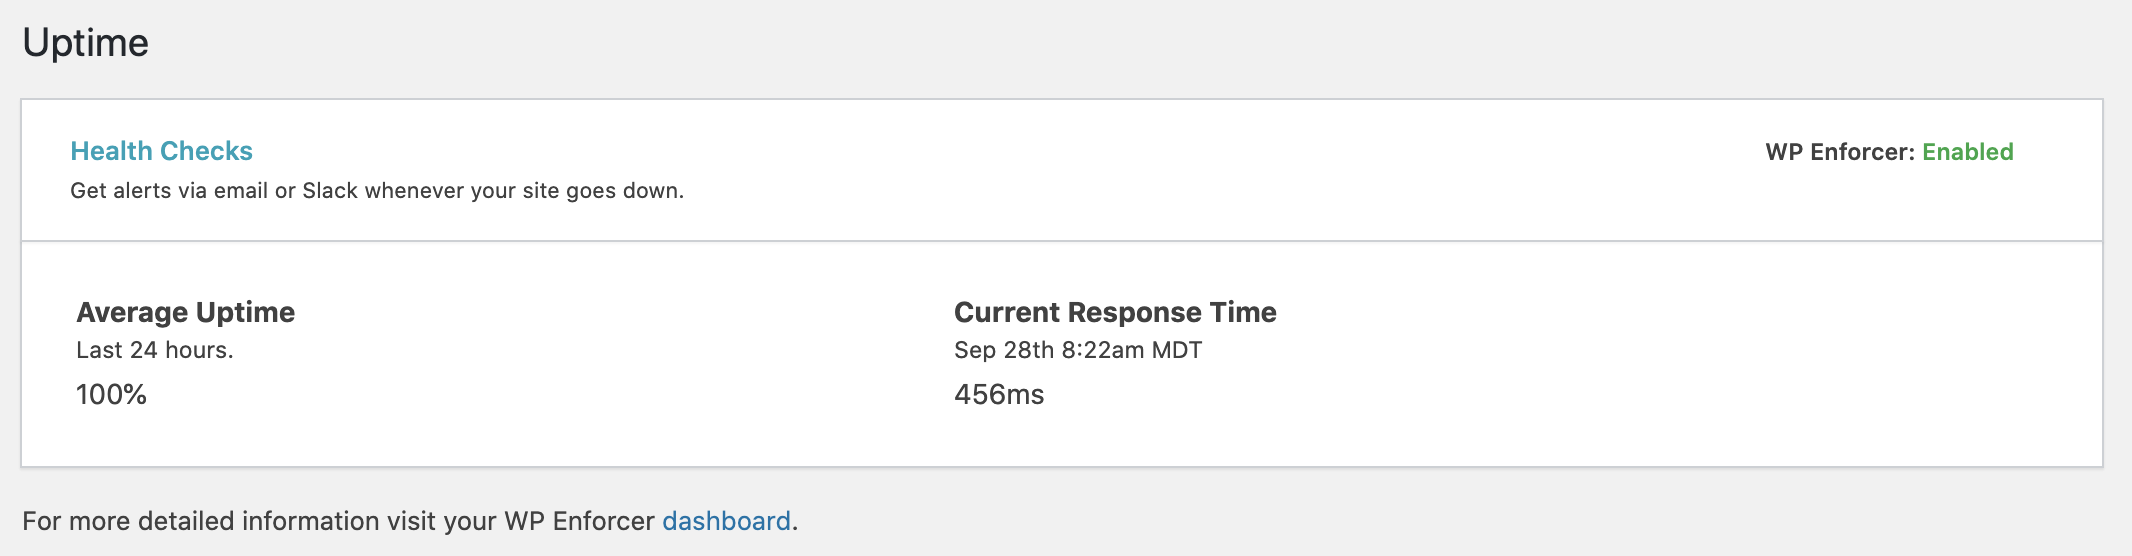 Uptime
Health Checks
WP Enforcer: Enabled
Get alerts via email or Slack whenever your site goes down.
Average Uptime
Last 24 hours.
100%
Current Response Time
Sep 28th 8:22am MDT
456ms
For more detailed information visit your WP Enforcer dashboard.